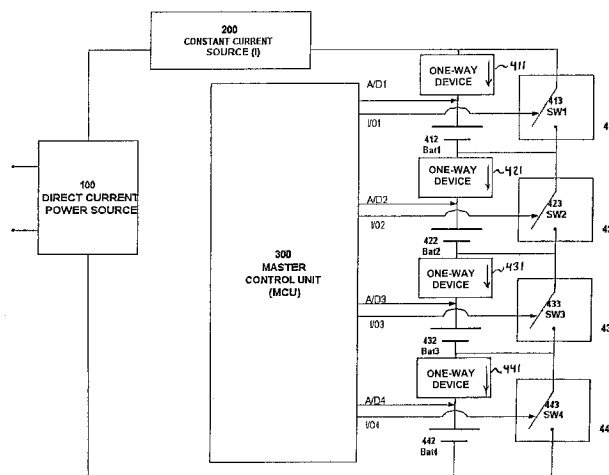 200
CONSTANT CURRENT
SOURCE (I)
100
DIRECT CURRENT
POWER SOURCE
300
MASTER
CONTROL UNIT
(MCU)
A/D1
I/O1
ONE-WAY
DEVICE
411
412
Bat1
413
SW1
A/D2
I/O2
ONE-WAY
DEVICE
421
422
Bat2
423
SW2
A/D3
I/O3
ONE-WAY
DEVICE
431
432
Bat3
433
SW3
A/D4
I/O4
ONE-WAY
DEVICE
441
442
Bat4
443
SW4